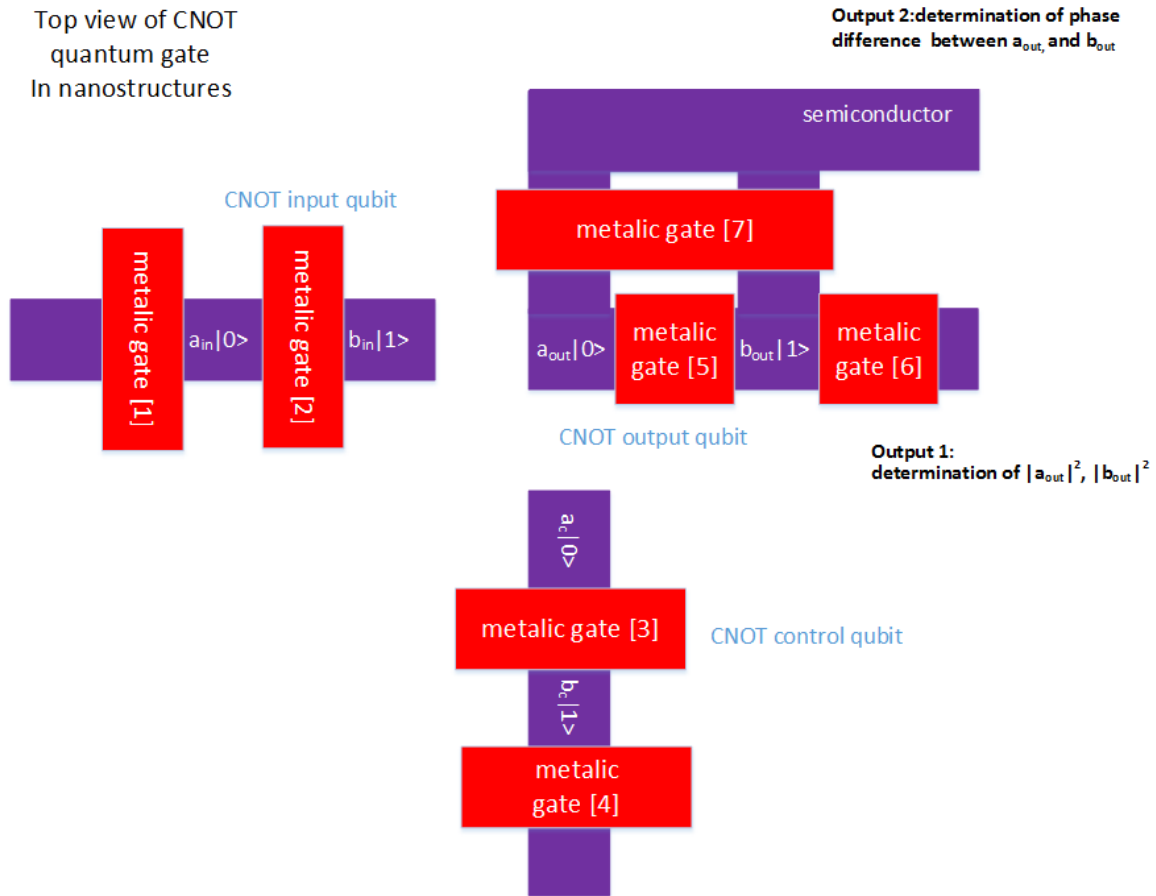 Top view of CNOT
quantum gate
In nanostructures
Output 2:determination of phase
difference between aout, and bout
semiconductor
CNOT input qubit
metalic gate [7]
metalic gate [1]
ain|0>
metalic gate [2]
bin|1>
aout|0>
metalic
gate [5]
bout|1>
metalic
gate [6]
CNOT output qubit
Output 1:
determination of |aout|², |bout|²
ac|0>
metalic gate [3]
CNOT control qubit
bc|1>
metalic
gate [4]